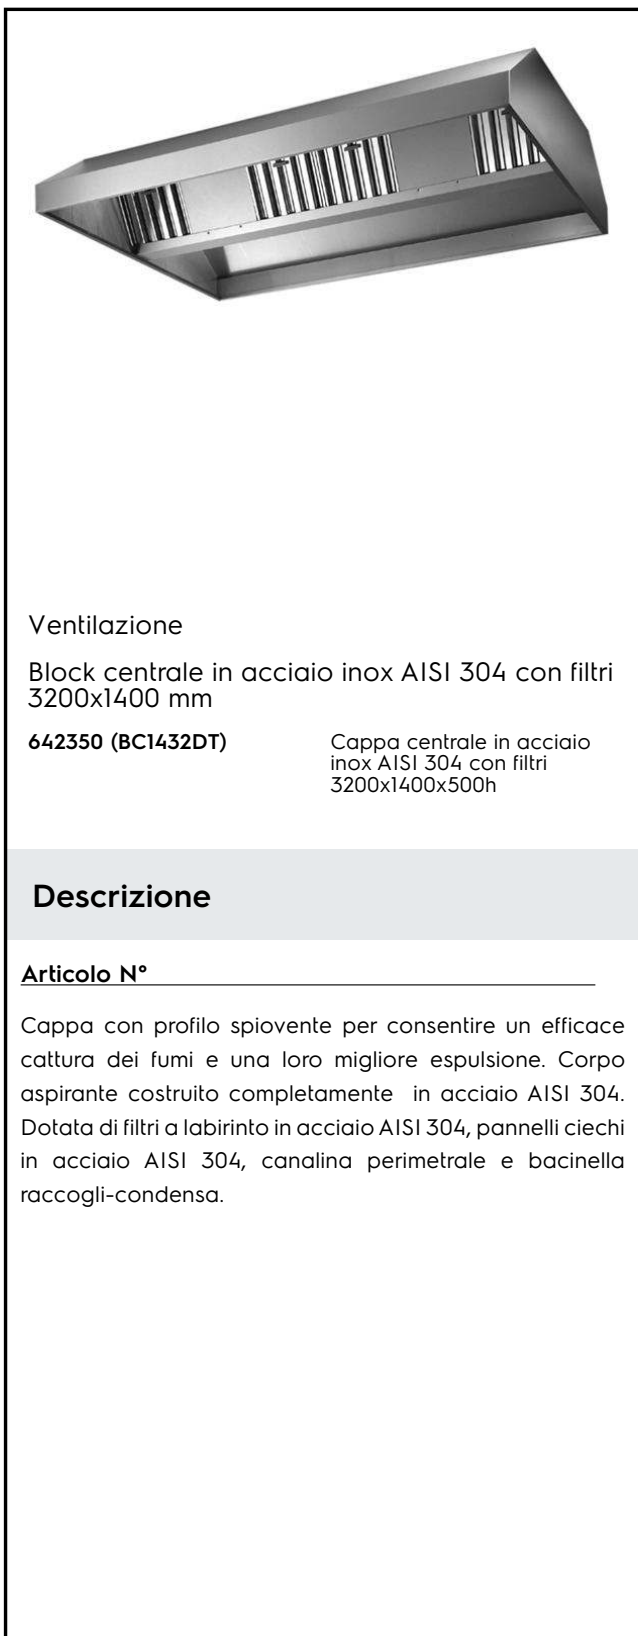 Ventilazione
Block centrale in acciaio inox AISI 304 con filtri
3200x1400 mm
642350 (BC1432DT)
Cappa centrale in acciaio
inox AISI 304 con filtri
3200x1400x500h
Descrizione
Articolo N°
Cappa con profilo spiovente per consentire un efficace
cattura dei fumi e una loro migliore espulsione. Corpo
aspirante costruito completamente in acciaio AISI 304.
Dotata di filtri a labirinto in acciaio AISI 304, pannelli ciechi
in acciaio AISI 304, canalina perimetrale e bacinella
raccogli-condensa.